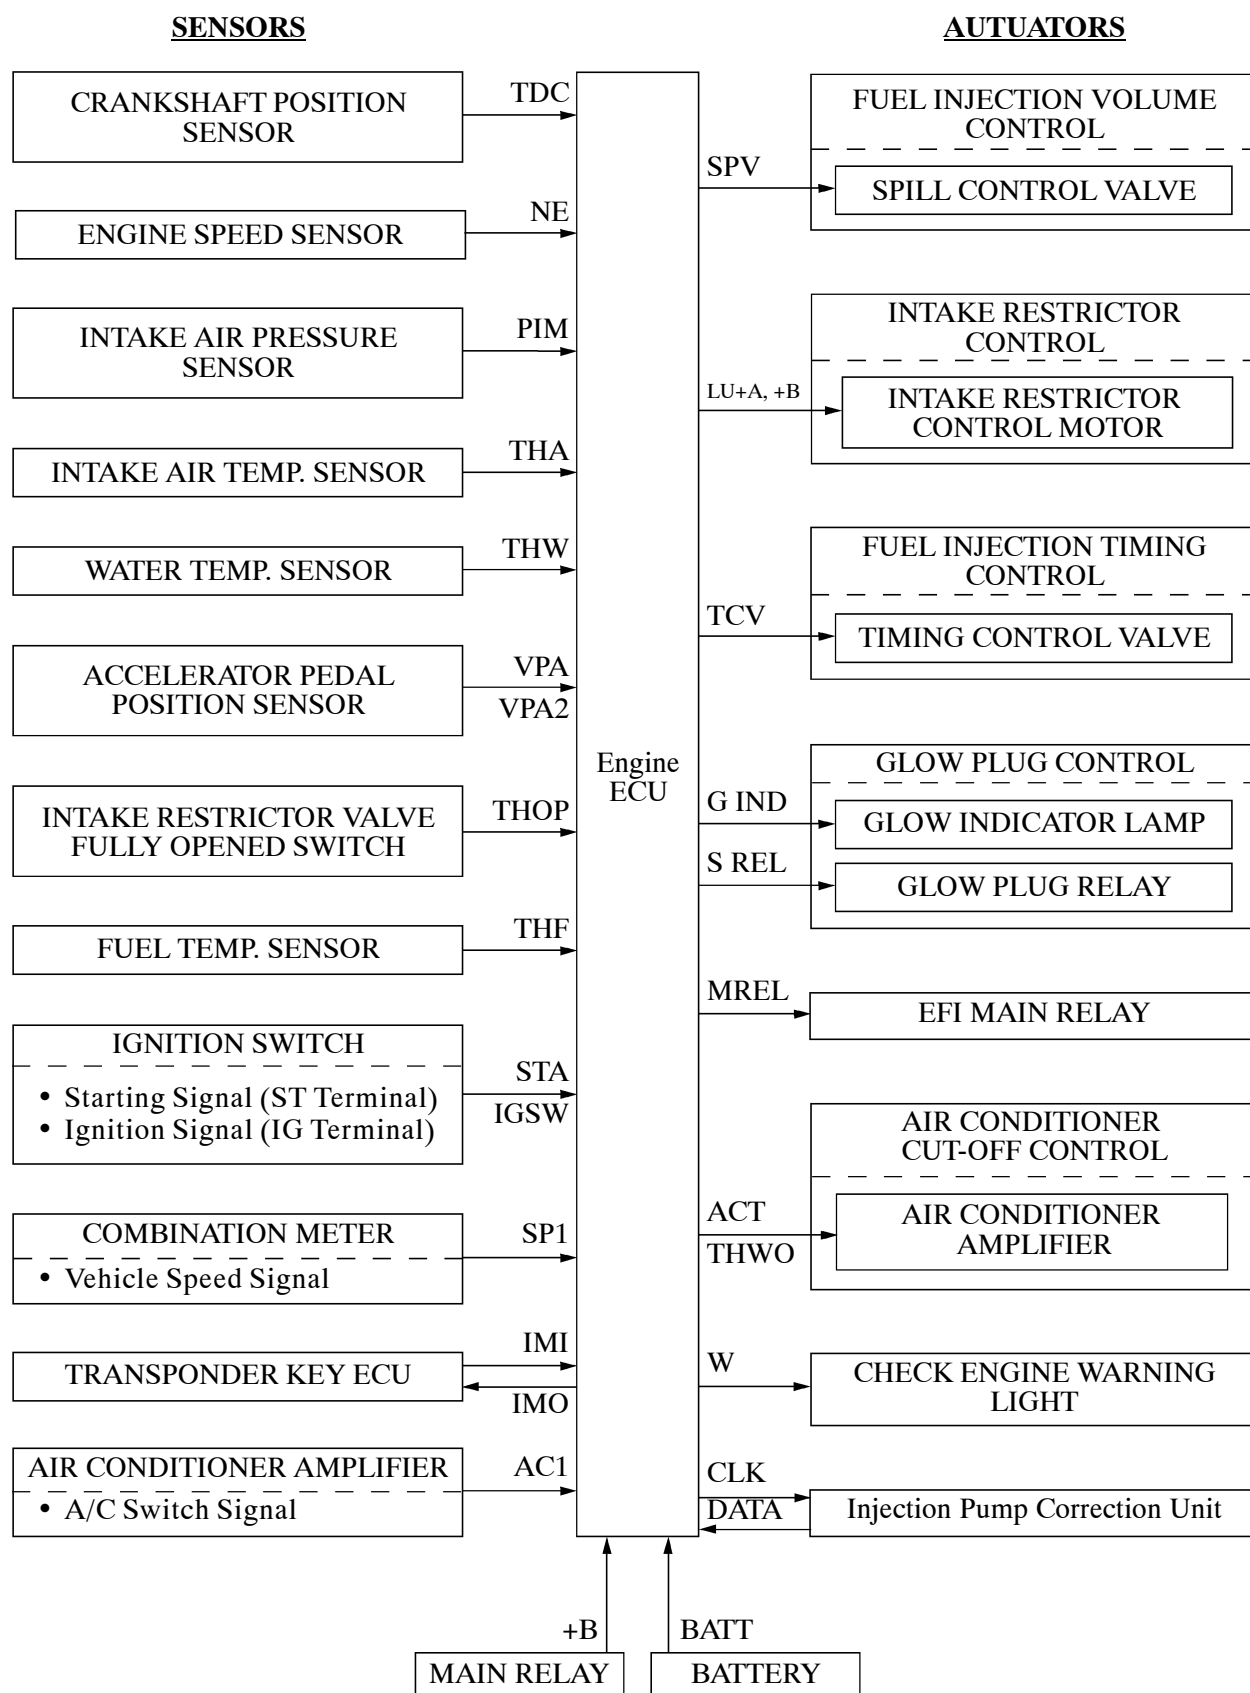 SENSORS
CRANKSHAFT POSITION
SENSOR
TDC
ENGINE SPEED SENSOR
NE
INTAKE AIR PRESSURE
SENSOR
PIM
INTAKE AIR TEMP. SENSOR
THA
WATER TEMP. SENSOR
THW
ACCELERATOR PEDAL
POSITION SENSOR
VPA
VPA2
INTAKE RESTRICTOR VALVE
FULLY OPENED SWITCH
THOP
FUEL TEMP. SENSOR
THF
IGNITION SWITCH
• Starting Signal (ST Terminal)
• Ignition Signal (IG Terminal)
STA
IGSW
COMBINATION METER
• Vehicle Speed Signal
SP1
TRANSPONDER KEY ECU
IMI
IMO
AIR CONDITIONER AMPLIFIER
• A/C Switch Signal
AC1
Engine
ECU
+B
MAIN RELAY
BATT
BATTERY
AUTUATORS
FUEL INJECTION VOLUME
CONTROL
SPV
SPILL CONTROL VALVE
INTAKE RESTRICTOR
CONTROL
LU+A, +B
INTAKE RESTRICTOR
CONTROL MOTOR
FUEL INJECTION TIMING
CONTROL
TCV
TIMING CONTROL VALVE
GLOW PLUG CONTROL
G IND
GLOW INDICATOR LAMP
S REL
GLOW PLUG RELAY
MREL
EFI MAIN RELAY
AIR CONDITIONER
CUT-OFF CONTROL
ACT
THWO
AIR CONDITIONER
AMPLIFIER
W
CHECK ENGINE WARNING
LIGHT
CLK
DATA
Injection Pump Correction Unit